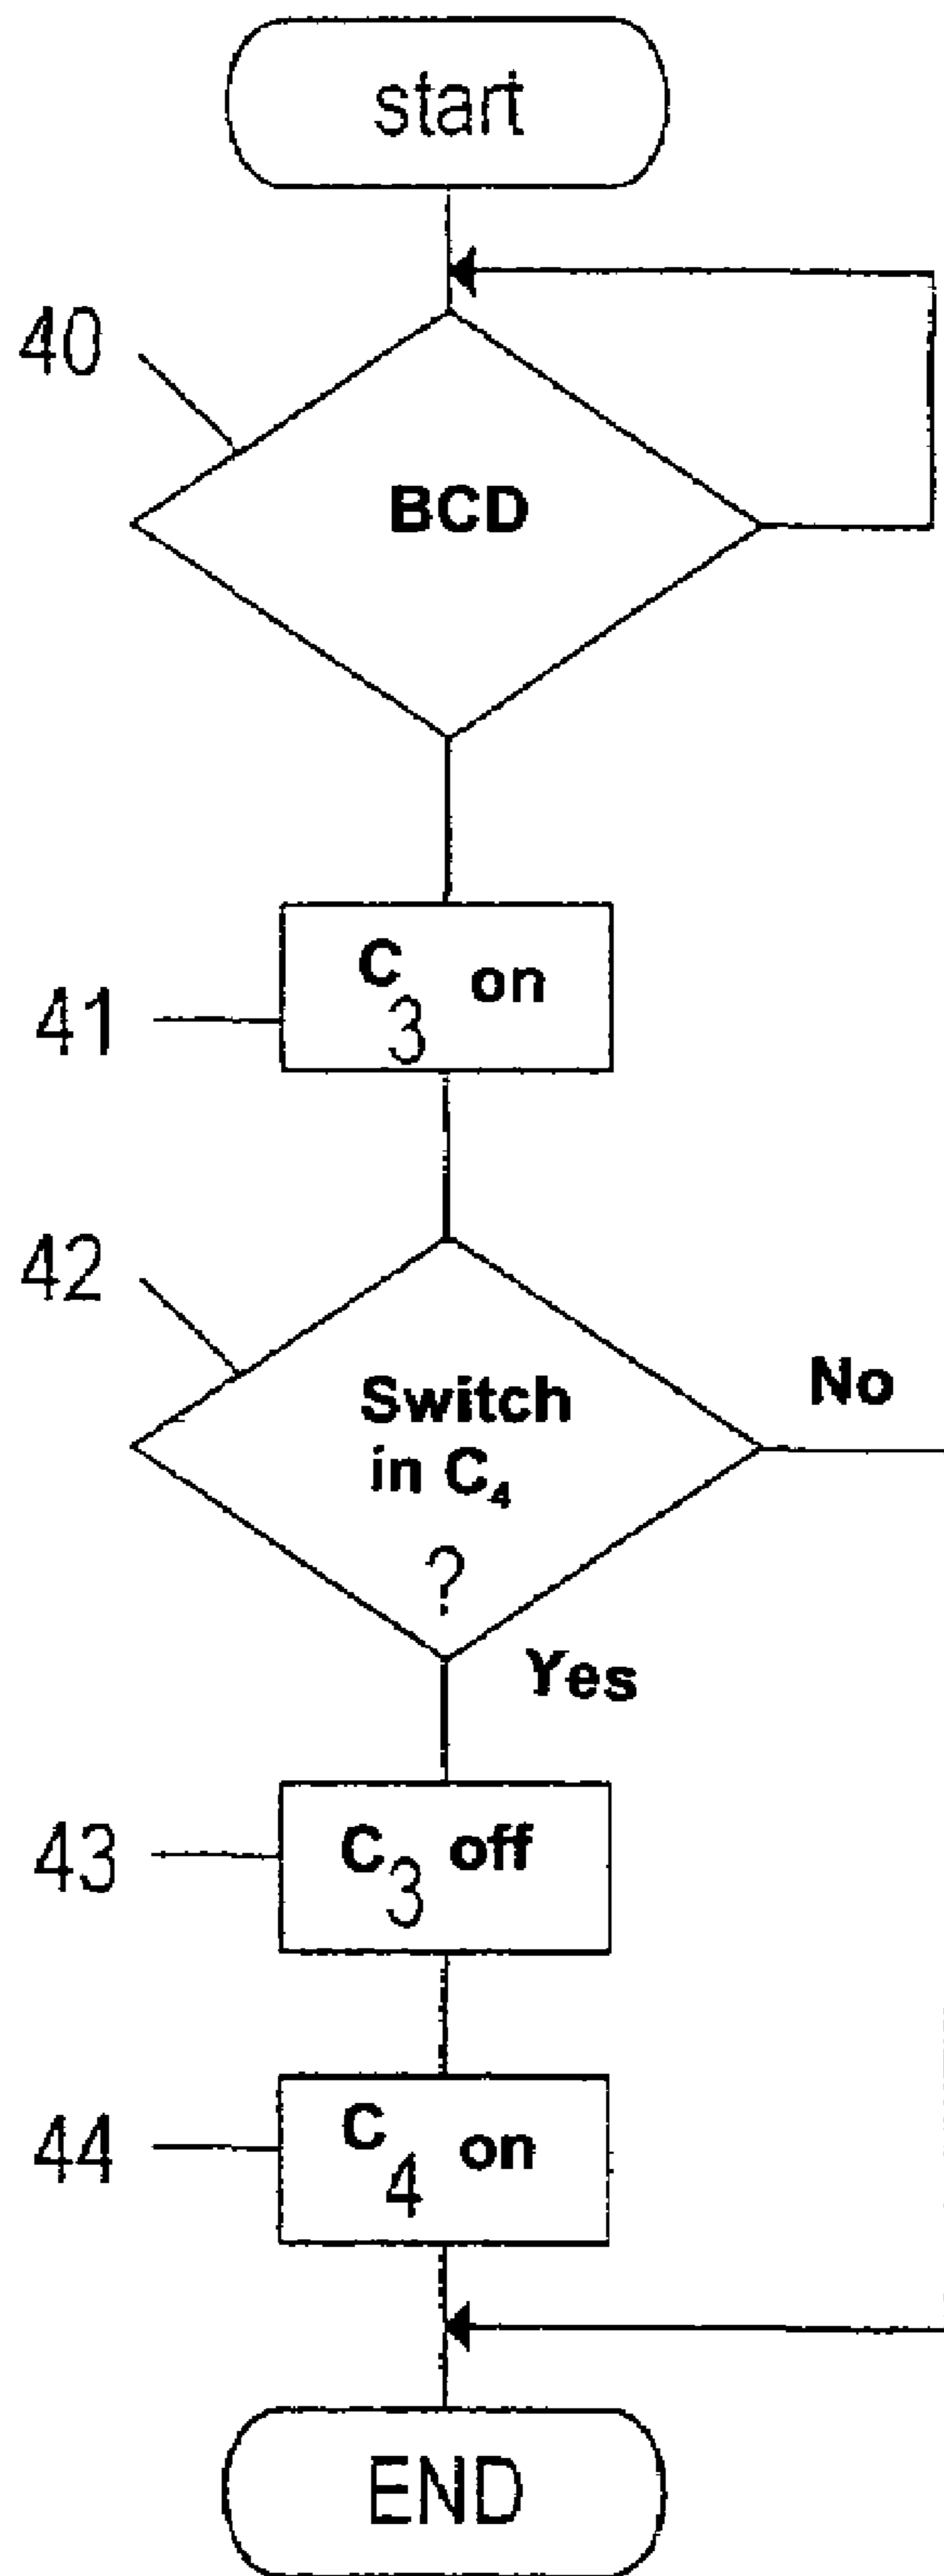 start
40
BCD
41
C3 on
42
Switch
in C4
?
No
Yes
43
C3 off
44
C4 on
END